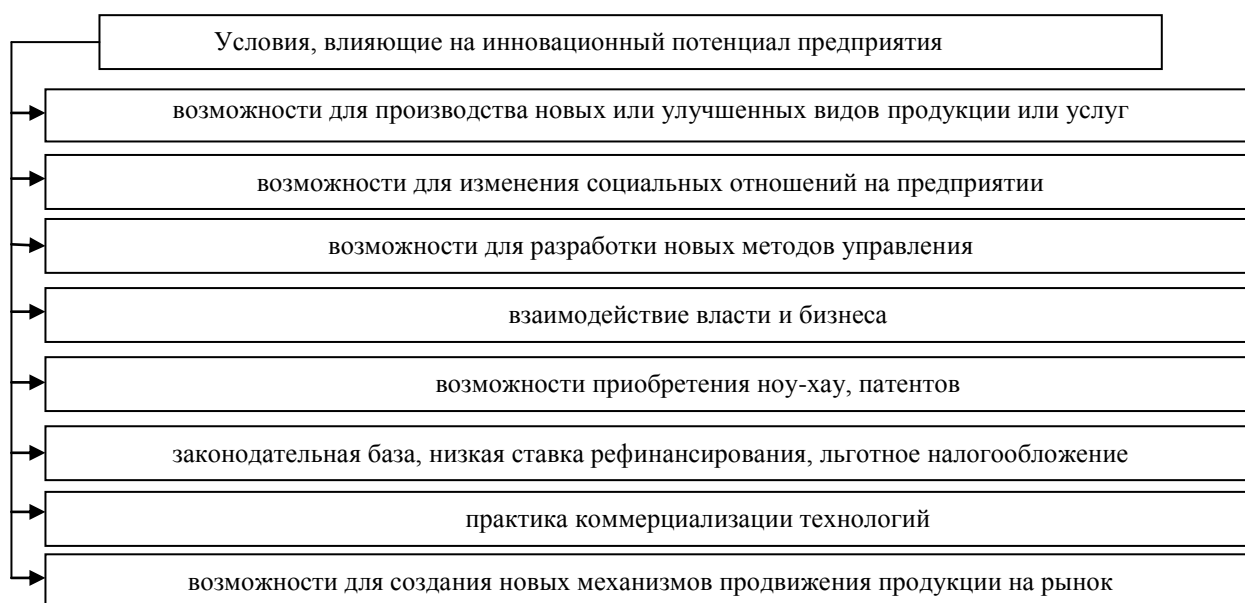 Условия, влияющие на инновационный потенциал предприятия
возможности для производства новых или улучшенных видов продукции или услуг
возможности для изменения социальных отношений на предприятии
возможности для разработки новых методов управления
взаимодействие власти и бизнеса
возможности приобретения ноу-хау, патентов
законодательная база, низкая ставка рефинансирования, льготное налогообложение
практика коммерциализации технологий
возможности для создания новых механизмов продвижения продукции на рынок